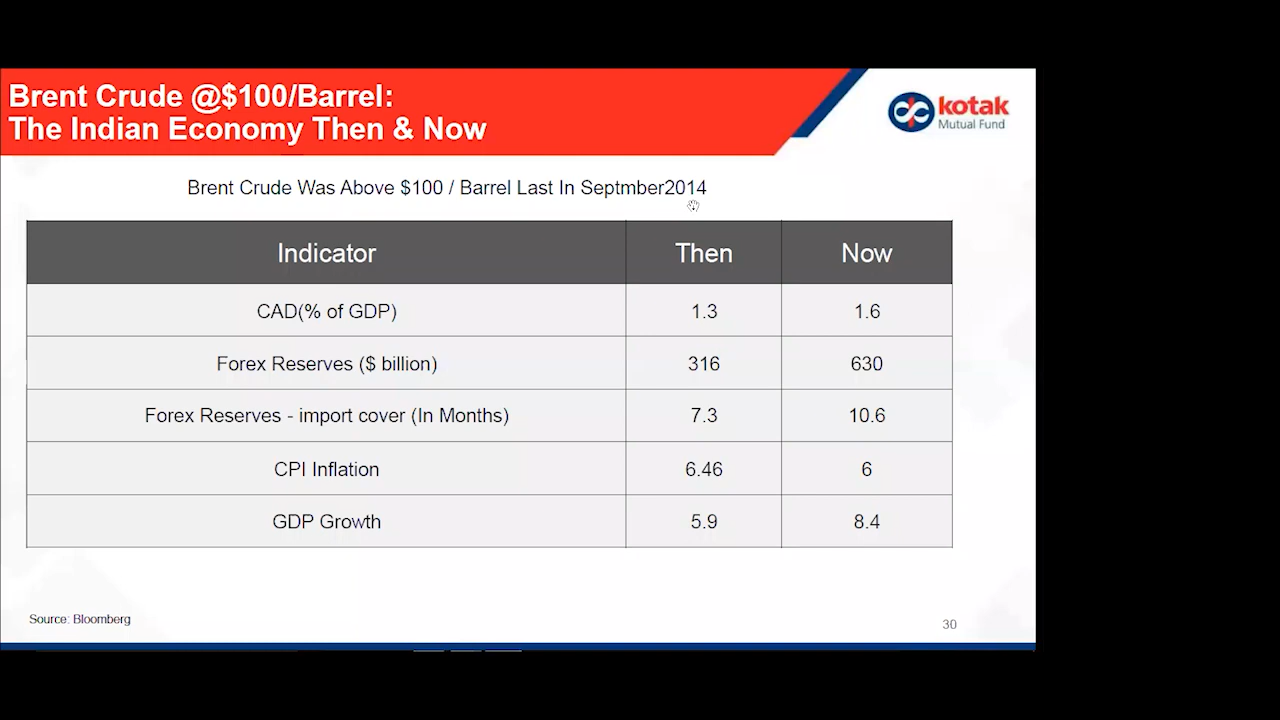 Brent Crude @$100/Barrel:
The Indian Economy Then & Now
kotak
Mutual Fund
Brent Crude Was Above $100 / Barrel Last In Septmber2014
Indicator Then Now
CAD(% of GDP) 1.3 1.6
Forex Reserves ($ billion) 316 630
Forex Reserves - import cover (In Months) 7.3 10.6
CPI Inflation 6.46 6
GDP Growth 5.9 8.4
Source: Bloomberg
30